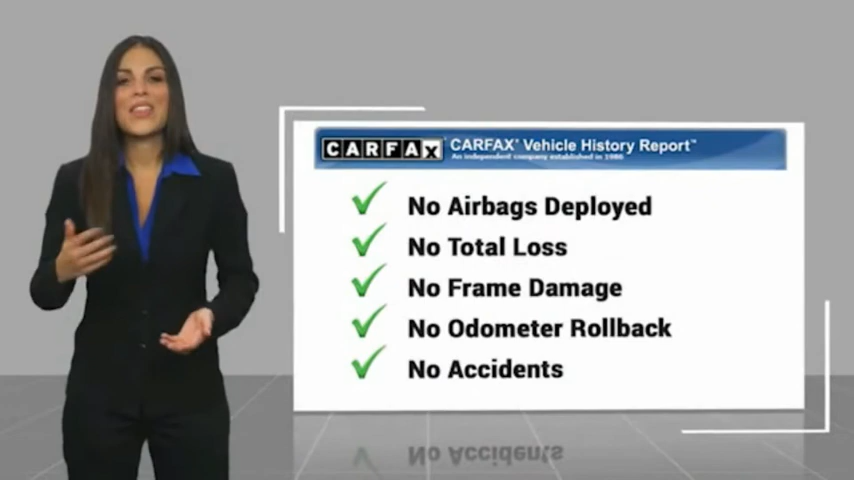 CARFAX CARFAX® Vehicle History Report™
An independent company established in 1986
No Airbags Deployed
No Total Loss
No Frame Damage
No Odometer Rollback
No Accidents
No Accidents